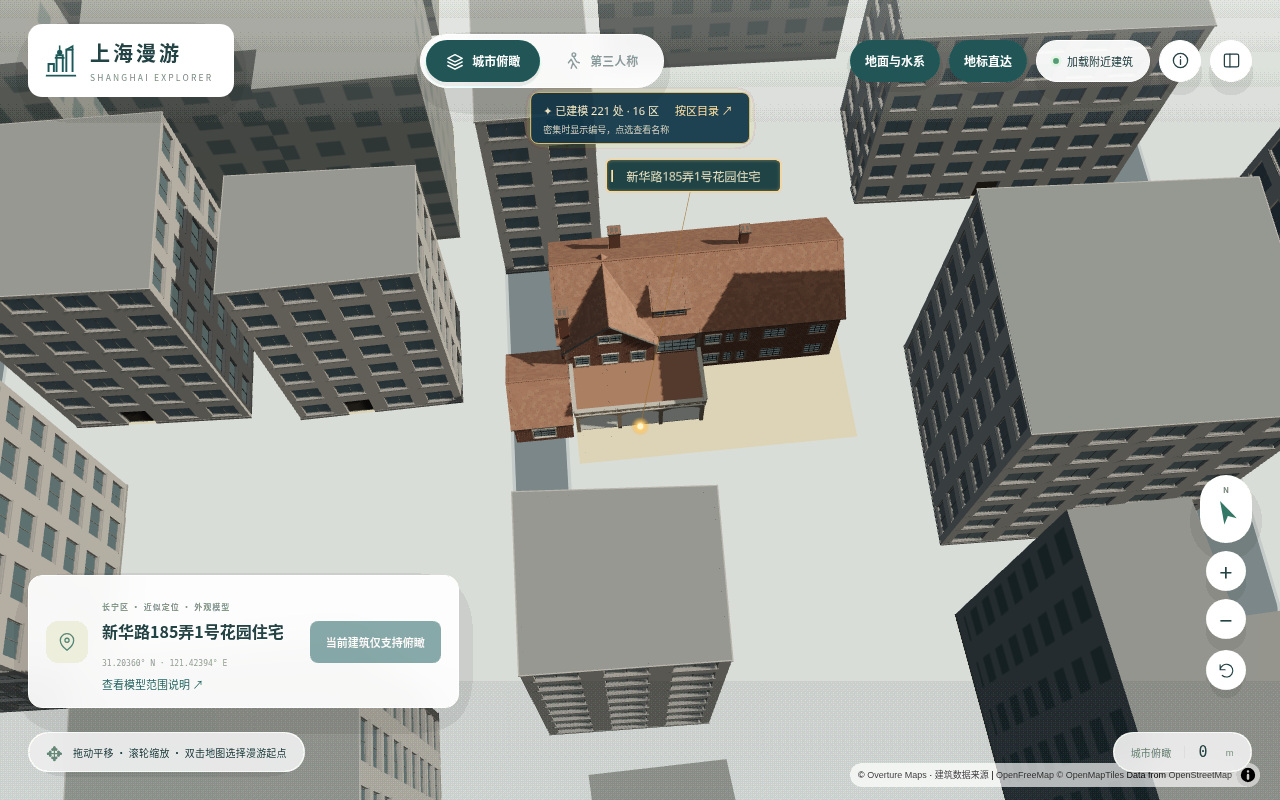 上海漫游
SHANGHAI EXPLORER
城市俯瞰
第三人称
地面与水系
地标直达
加载附近建筑
✦ 已建模 221 处 · 16 区 按区目录 ↗
密集时显示编号，点选查看名称
新华路185弄1号花园住宅
N
长宁区 · 近似定位 · 外观模型
新华路185弄1号花园住宅
31.20360° N · 121.42394° E
查看模型范围说明 ↗
当前建筑仅支持俯瞰
拖动平移 · 滚轮缩放 · 双击地图选择漫游起点
城市俯瞰 0 m
© Overture Maps · 建筑数据来源 | OpenFreeMap © OpenMapTiles Data from OpenStreetMap